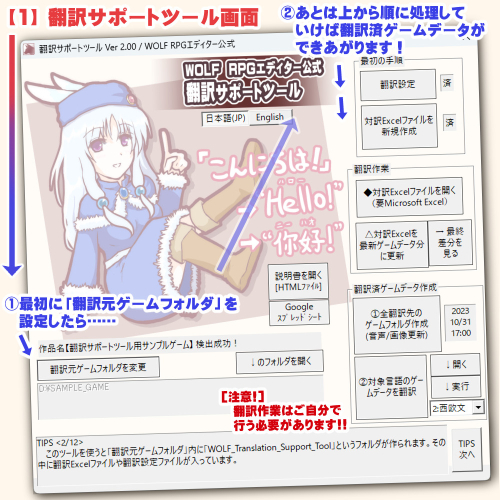 【1】 翻訳サポートツール画面
②あとは上から順に処理して
いけば翻訳済ゲームデータが
できあがります！
翻訳サポートツール Ver 2.00 / WOLF RPGエディター公式
WOLF RPGエディター公式
翻訳サポートツール
日本語(JP)
English
最初の手順
翻訳設定
済
対訳Excelファイルを
新規作成
済
「こんにちは！」
ハロー
→“Hello!”
ニーハオ
→“你好!”
翻訳作業
◆対訳Excelファイルを開く
（要Microsoft Excel）
△対訳Excelを
最新ゲームデータ分
に更新
→ 最終
差分を
見る
説明書を開く
[HTMLファイル]
Google
スプレッドシート
翻訳済ゲームデータ作成
①全翻訳先の
ゲームフォルダ作成
(音声/画像更新)
2023
10/31
17:00
②対象言語のゲー
ムデータを翻訳
↓開く
↓実行
2:西欧文
①最初に「翻訳元ゲームフォルダ」を
設定したら……
作品名【翻訳サポートツール用サンプルゲーム】 検出成功！
翻訳元ゲームフォルダを変更
↓のフォルダを開く
D:¥SAMPLE_GAME
【注意!】
翻訳作業はご自分で
行う必要があります!!
TIPS <2/12>
このツールを使うと「翻訳元ゲームフォルダ」内に「WOLF_Translation_Support_Tool」というフォルダが作られます。その
中に翻訳Excelファイルや翻訳設定ファイルが入っています。
TIPS
次へ